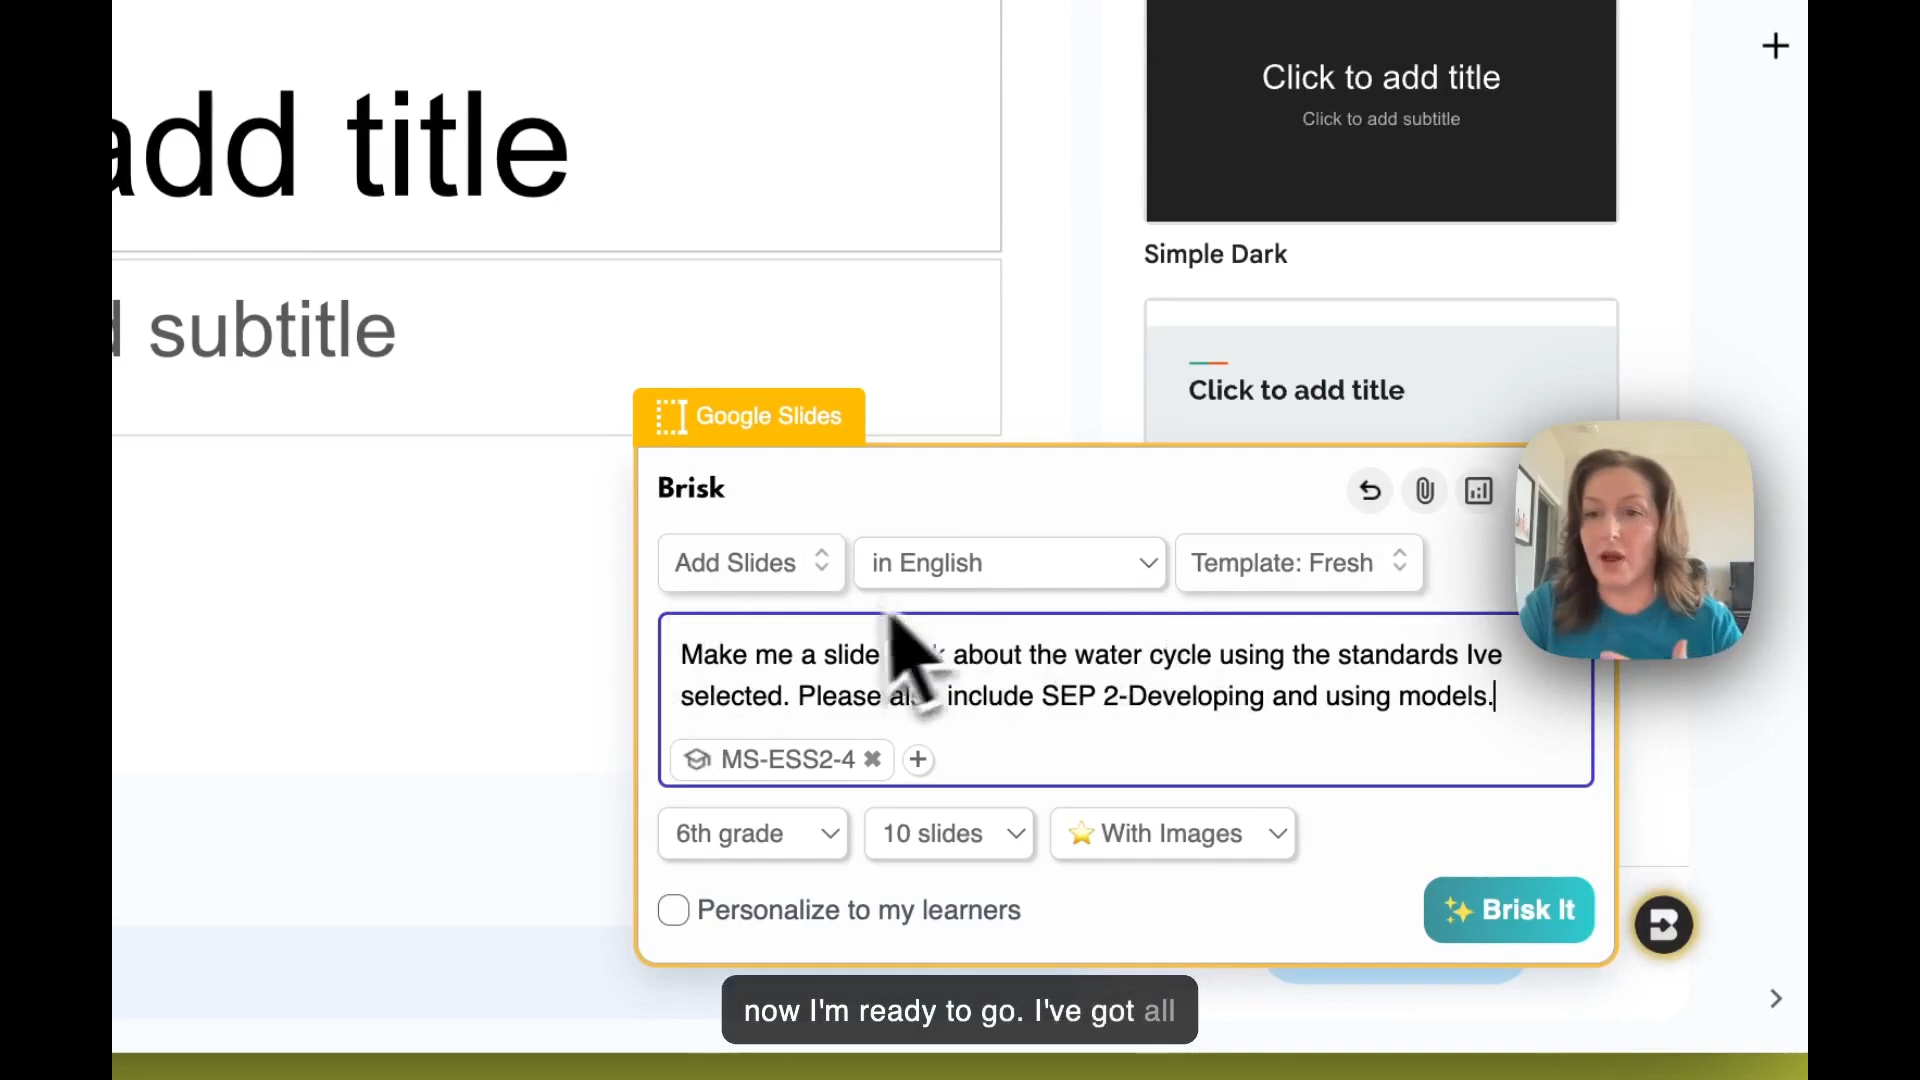 add title
subtitle
Click to add title
Click to add subtitle
Simple Dark
Click to add title
Google Slides
Brisk
Add Slides
in English
Template: Fresh
Make me a slide about the water cycle using the standards Ive
selected. Please include SEP 2-Developing and using models.
MS-ESS2-4
6th grade
10 slides
With Images
Personalize to my learners
Brisk It
now I'm ready to go. I've got all